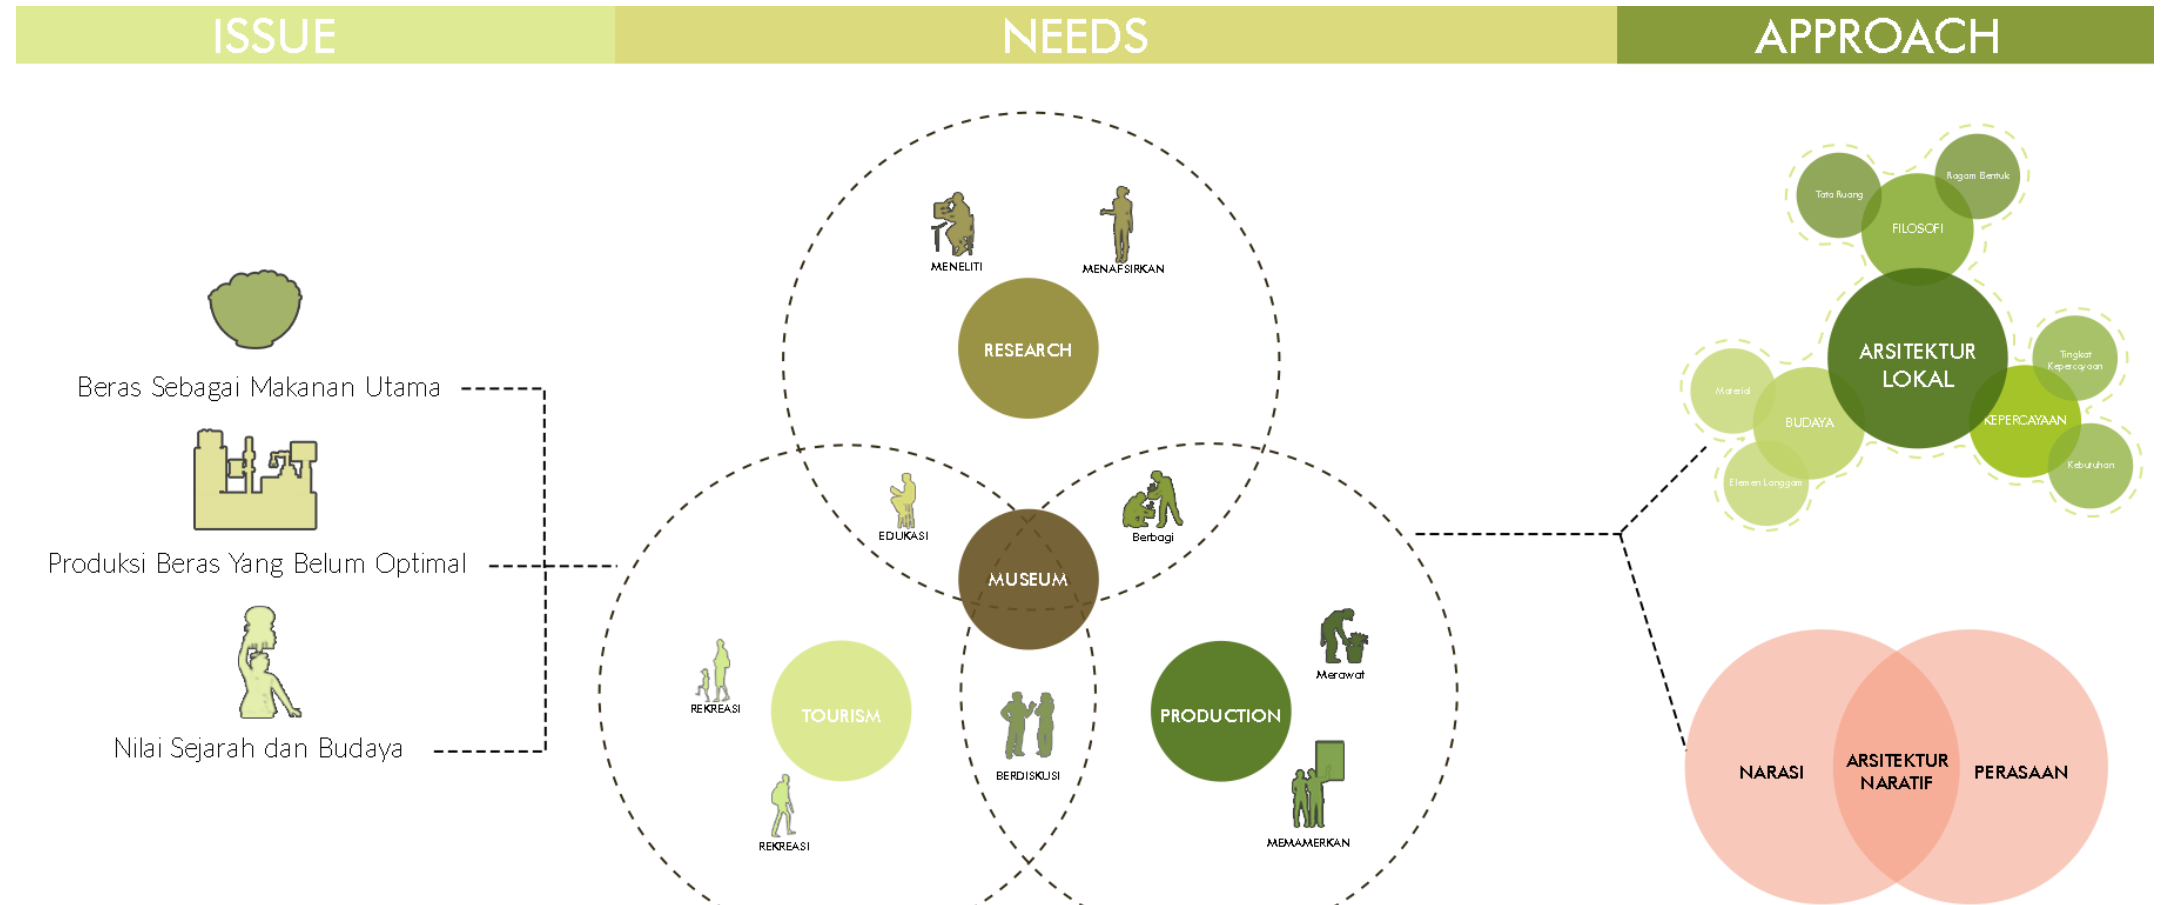 ISSUE
NEEDS
APPROACH
Beras Sebagai Makanan Utama
Produksi Beras Yang Belum Optimal
Nilai Sejarah dan Budaya
MENELITI
MENAFSIRKAN
RESEARCH
EDUKASI
Berbagi
MUSEUM
REKREASI
TOURISM
REKREASI
BERDISKUSI
PRODUCTION
Merawat
MEMAMERKAN
Tata Ruang
Ragam Bentuk
FILOSOFI
ARSITEKTUR
LOKAL
Material
BUDAYA
Elemen Langgam
Tingkat
Kepercayaan
KEPERCAYAAN
Kebutuhan
NARASI
ARSITEKTUR
NARATIF
PERASAAN